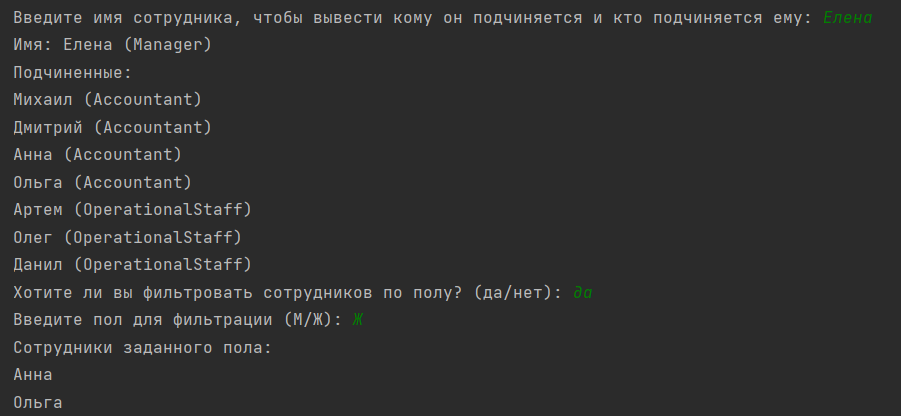 Введите имя сотрудника, чтобы вывести кому он подчиняется и кто подчиняется ему: Елена
Имя: Елена (Manager)
Подчиненные:
Михаил (Accountant)
Дмитрий (Accountant)
Анна (Accountant)
Ольга (Accountant)
Артем (OperationalStaff)
Олег (OperationalStaff)
Данил (OperationalStaff)
Хотите ли вы фильтровать сотрудников по полу? (да/нет): да
Введите пол для фильтрации (М/Ж): Ж
Сотрудники заданного пола:
Анна
Ольга